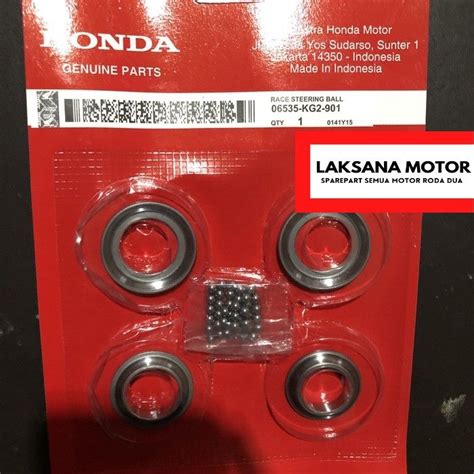 HONDA
GENUINE PARTS
tra Honda Motor
Yos Sudarso, Sunter 1
Jakarta 14350 - Indonesia
Made In Indonesia
RACE STEERING BALL
06535-KG2-901
QTY 1 0141Y15
LAKSANA MOTOR
SPAREPART SEMUA MOTOR RODA DUA